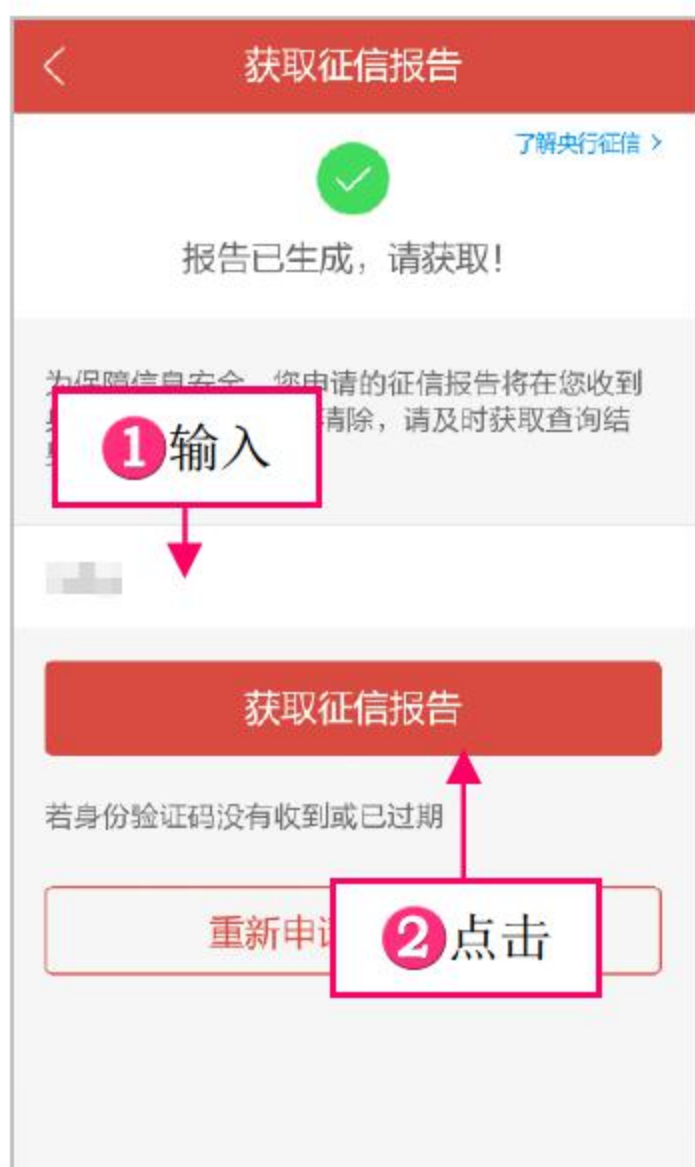 获取征信报告
了解央行征信
报告已生成，请获取！
为保障信息安全，您申请的征信报告将在您收到
清除，请及时获取查询结
1 输入
获取征信报告
若身份验证码没有收到或已过期
重新申
2 点击